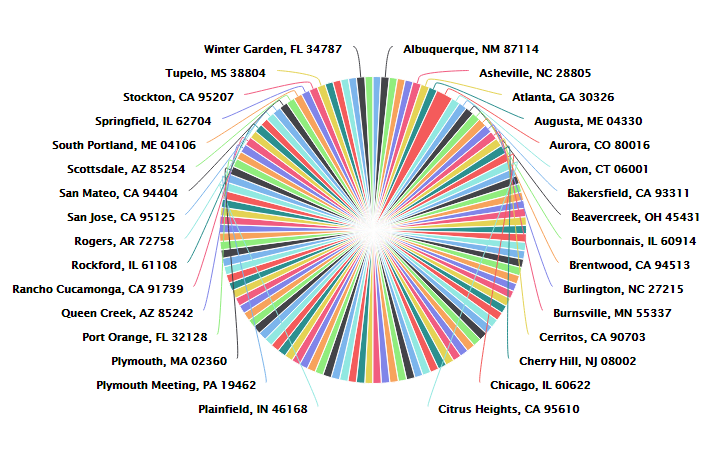 Winter Garden, FL 34787
Albuquerque, NM 87114
Tupelo, MS 38804
Asheville, NC 28805
Stockton, CA 95207
Atlanta, GA 30326
Springfield, IL 62704
Augusta, ME 04330
South Portland, ME 04106
Aurora, CO 80016
Scottsdale, AZ 85254
Avon, CT 06001
San Mateo, CA 94404
Bakersfield, CA 93311
San Jose, CA 95125
Beavercreek, OH 45431
Rogers, AR 72758
Bourbonnais, IL 60914
Rockford, IL 61108
Brentwood, CA 94513
Rancho Cucamonga, CA 91739
Burlington, NC 27215
Queen Creek, AZ 85242
Burnsville, MN 55337
Port Orange, FL 32128
Cerritos, CA 90703
Plymouth, MA 02360
Cherry Hill, NJ 08002
Plymouth Meeting, PA 19462
Chicago, IL 60622
Plainfield, IN 46168
Citrus Heights, CA 95610